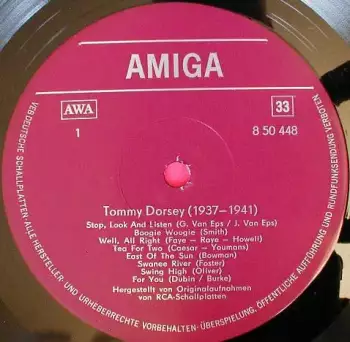 AMIGA
AWA
33
1
8 50 448
Tommy Dorsey (1937–1941)
Stop, Look And Listen (G. Van Eps / J. Van Eps)
Boogie Woogie (Smith)
Well, All Right (Faye – Raye – Howell)
Tea For Two (Caesar – Youmans)
East Of The Sun (Bowman)
Swanee River (Foster)
Swing High (Oliver)
For You (Dubin / Burke)
Hergestellt von Originalaufnahmen
von RCA-Schallplatten
VEB DEUTSCHE SCHALLPLATTEN · ALLE HERSTELLER UND URHEBERRECHTE VORBEHALTEN · ÜBERSPIELUNG, ÖFFENTLICHE AUFFÜHRUNG UND RUNDFUNKSENDUNG VERBOTEN